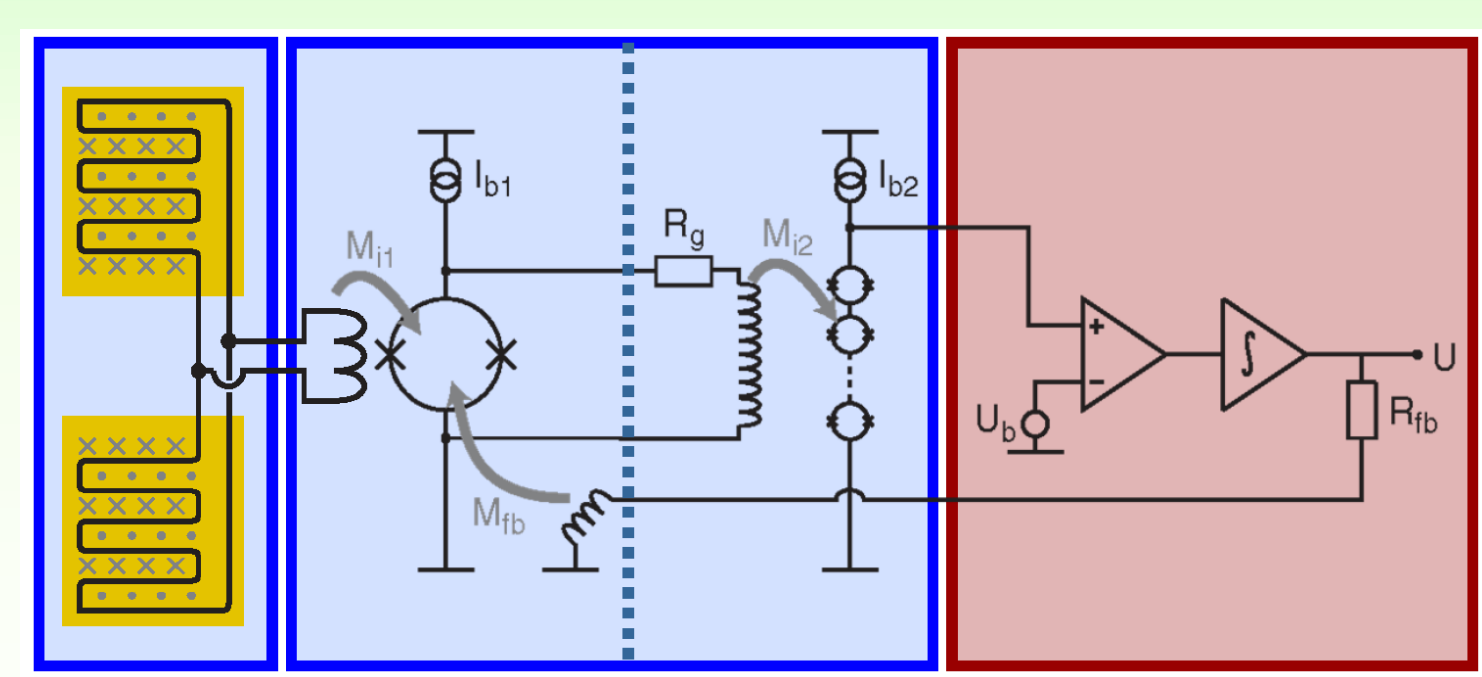 I_b1
I_b2
M_i1
R_g
M_i2
+
∫
U
−
U_b
R_fb
M_fb